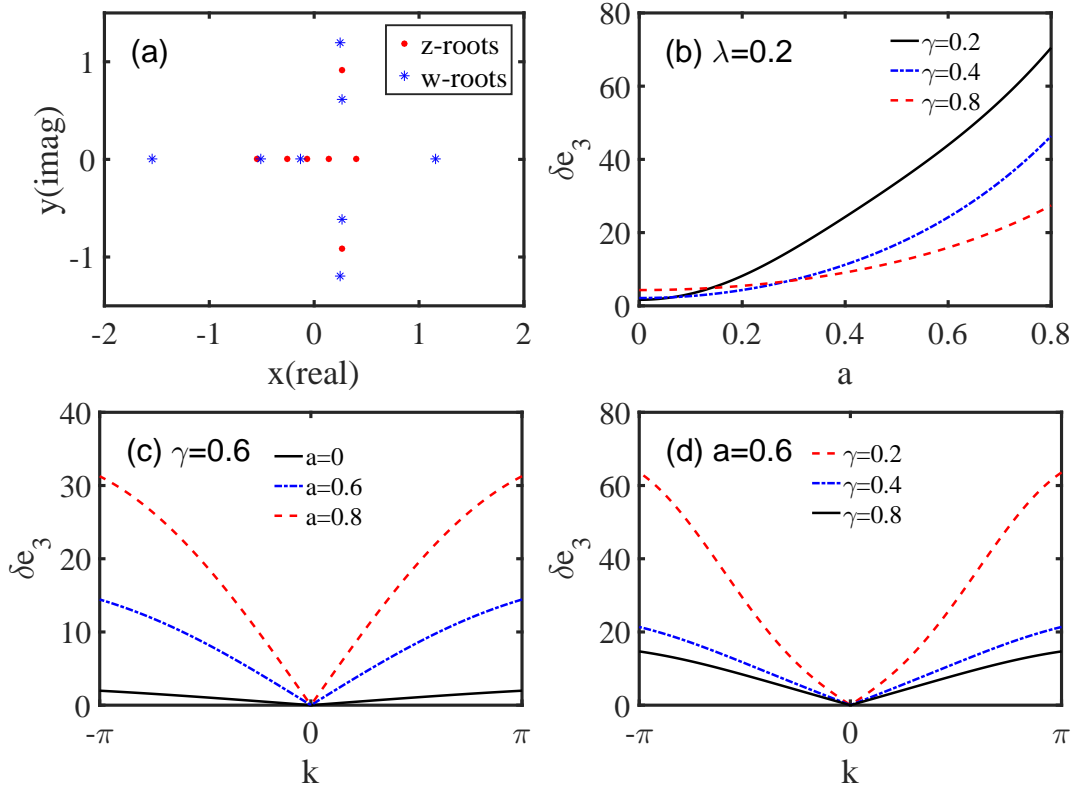 (a)
z-roots
w-roots
1
0
-1
-2
-1
0
1
2
x(real)
y(imag)
(b) λ=0.2
γ=0.2
γ=0.4
γ=0.8
80
60
40
20
0
0
0.2
0.4
0.6
0.8
a
δe₃
(c) γ=0.6
a=0
a=0.6
a=0.8
40
30
20
10
0
-π
0
π
k
δe₃
(d) a=0.6
γ=0.2
γ=0.4
γ=0.8
80
60
40
20
0
-π
0
π
k
δe₃